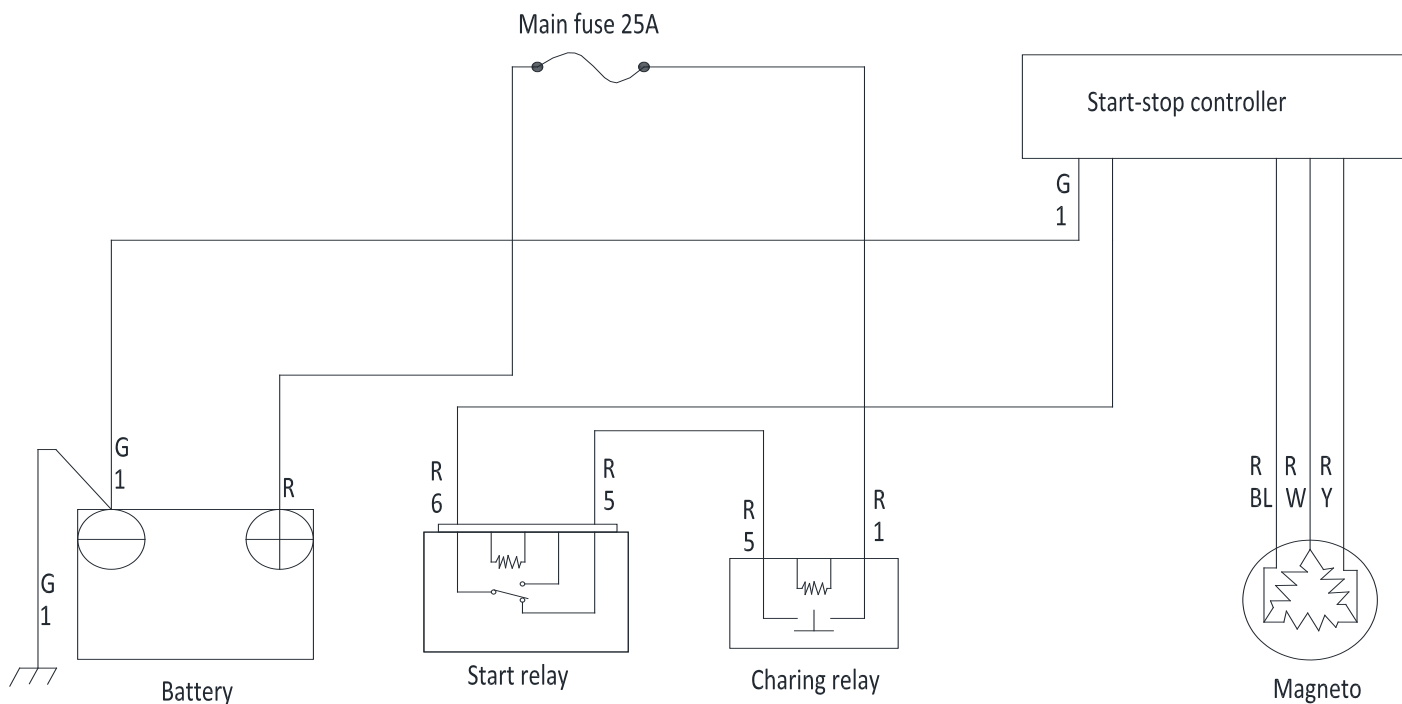 Main fuse 25A
Start-stop controller
G
1
G
1
R
R
6
R
5
R
5
R
1
R R R
BL W Y
G
1
Battery
Start relay
Charing relay
Magneto